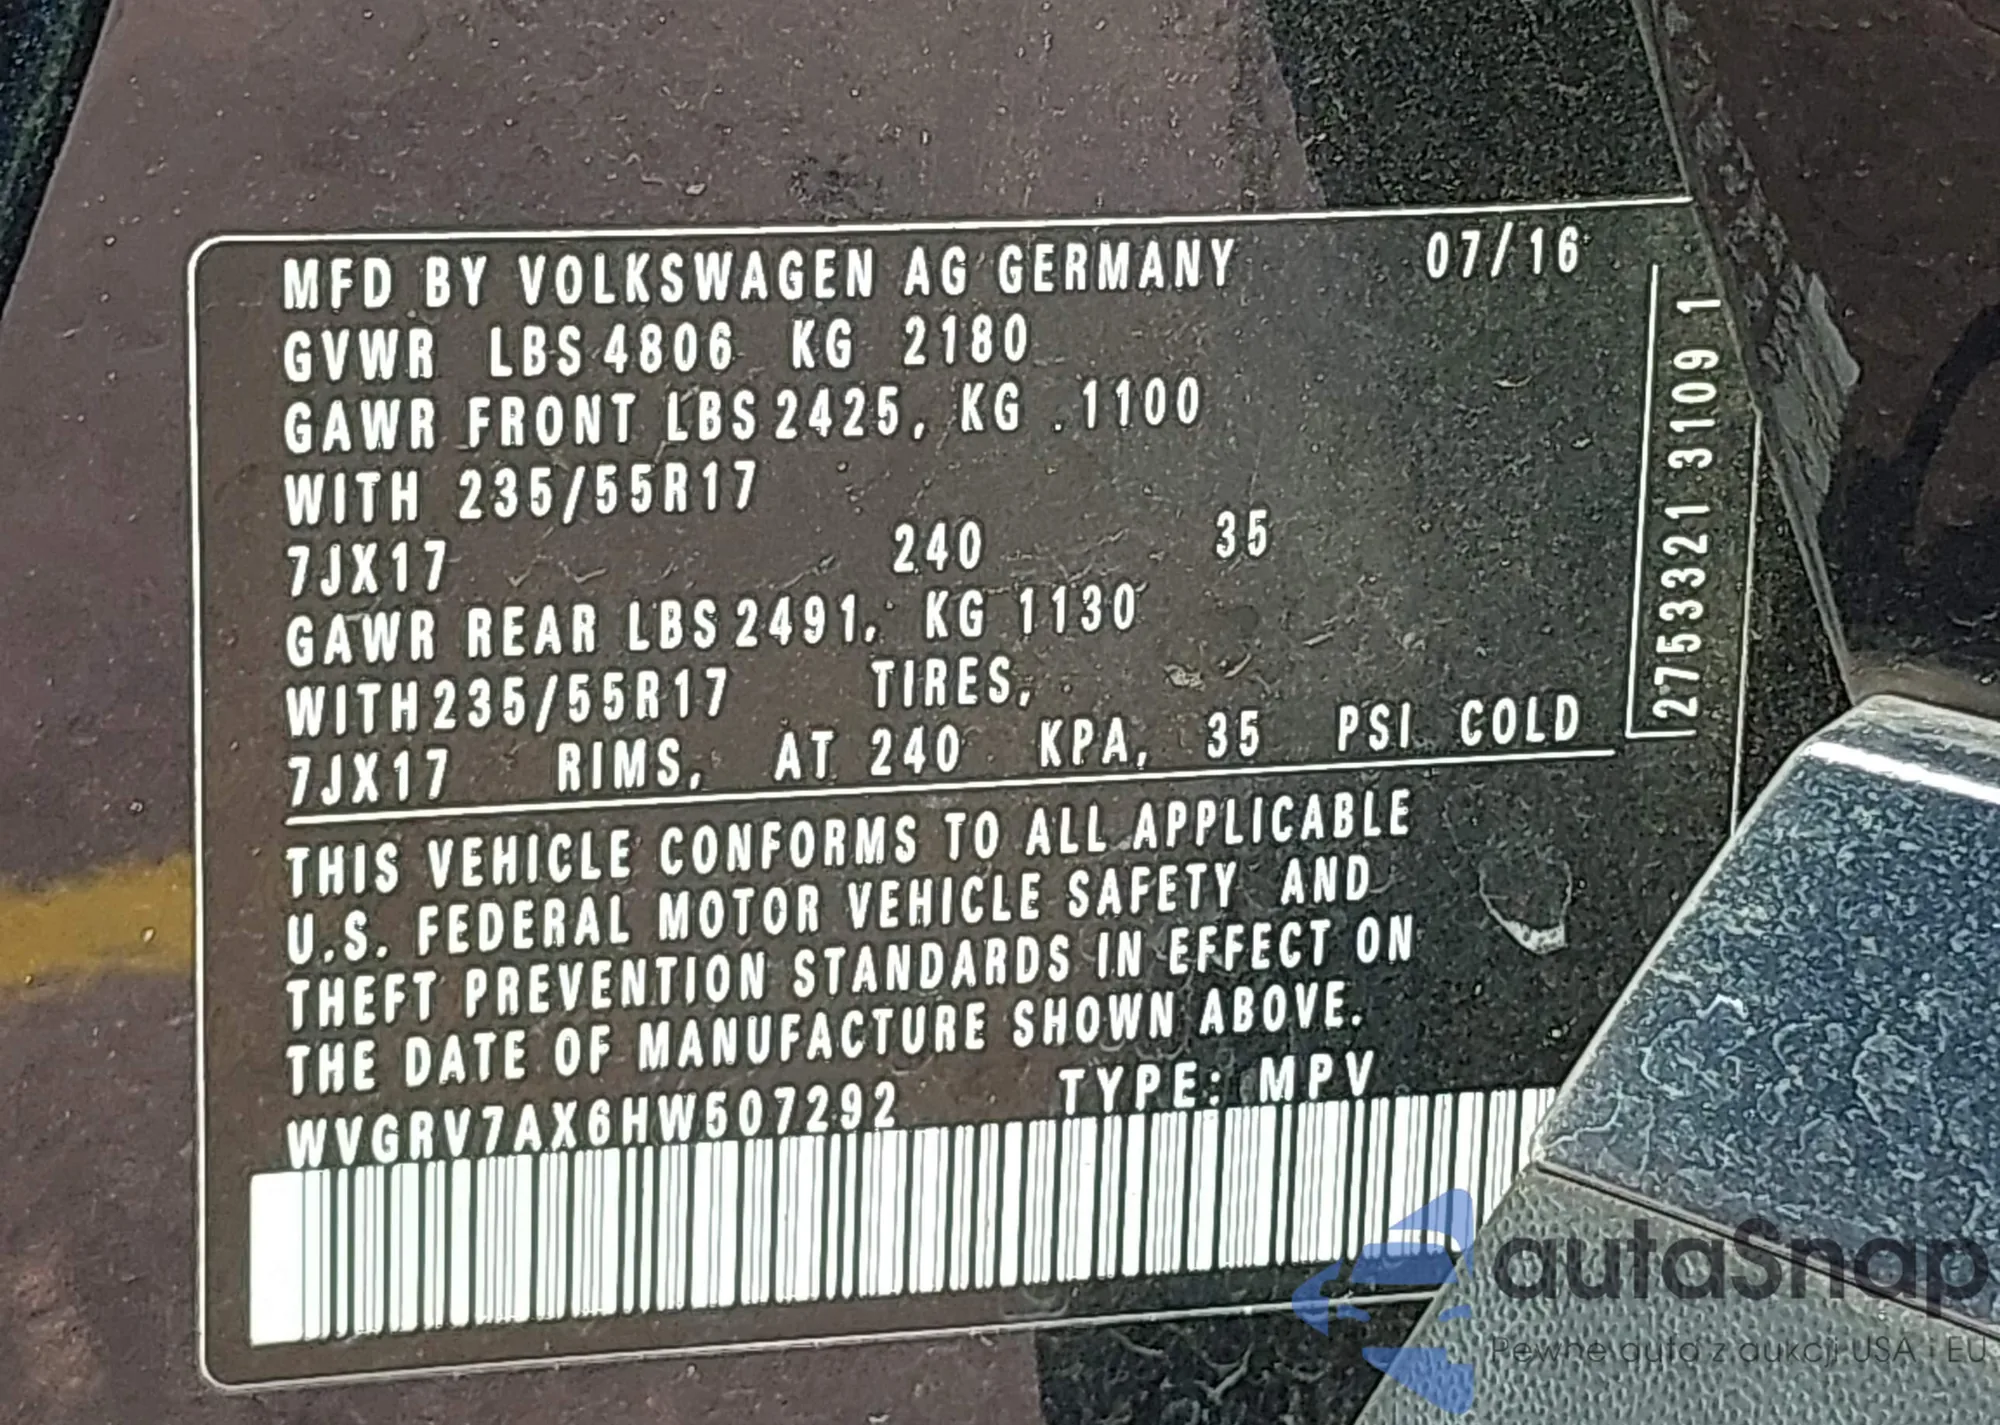 MFD BY VOLKSWAGEN AG GERMANY 07/16
GVWR LBS 4806 KG 2180
GAWR FRONT LBS 2425, KG .1100
WITH 235/55R17
7JX17 240 35
GAWR REAR LBS 2491, KG 1130
WITH 235/55R17 TIRES,
7JX17 RIMS, AT 240 KPA, 35 PSI COLD
2753321 3109 1
THIS VEHICLE CONFORMS TO ALL APPLICABLE
U.S. FEDERAL MOTOR VEHICLE SAFETY AND
THEFT PREVENTION STANDARDS IN EFFECT ON
THE DATE OF MANUFACTURE SHOWN ABOVE.
WVGRV7AX6HW507292 TYPE: MPV
autaSnap
Pewne auto z aukcji USA i EU